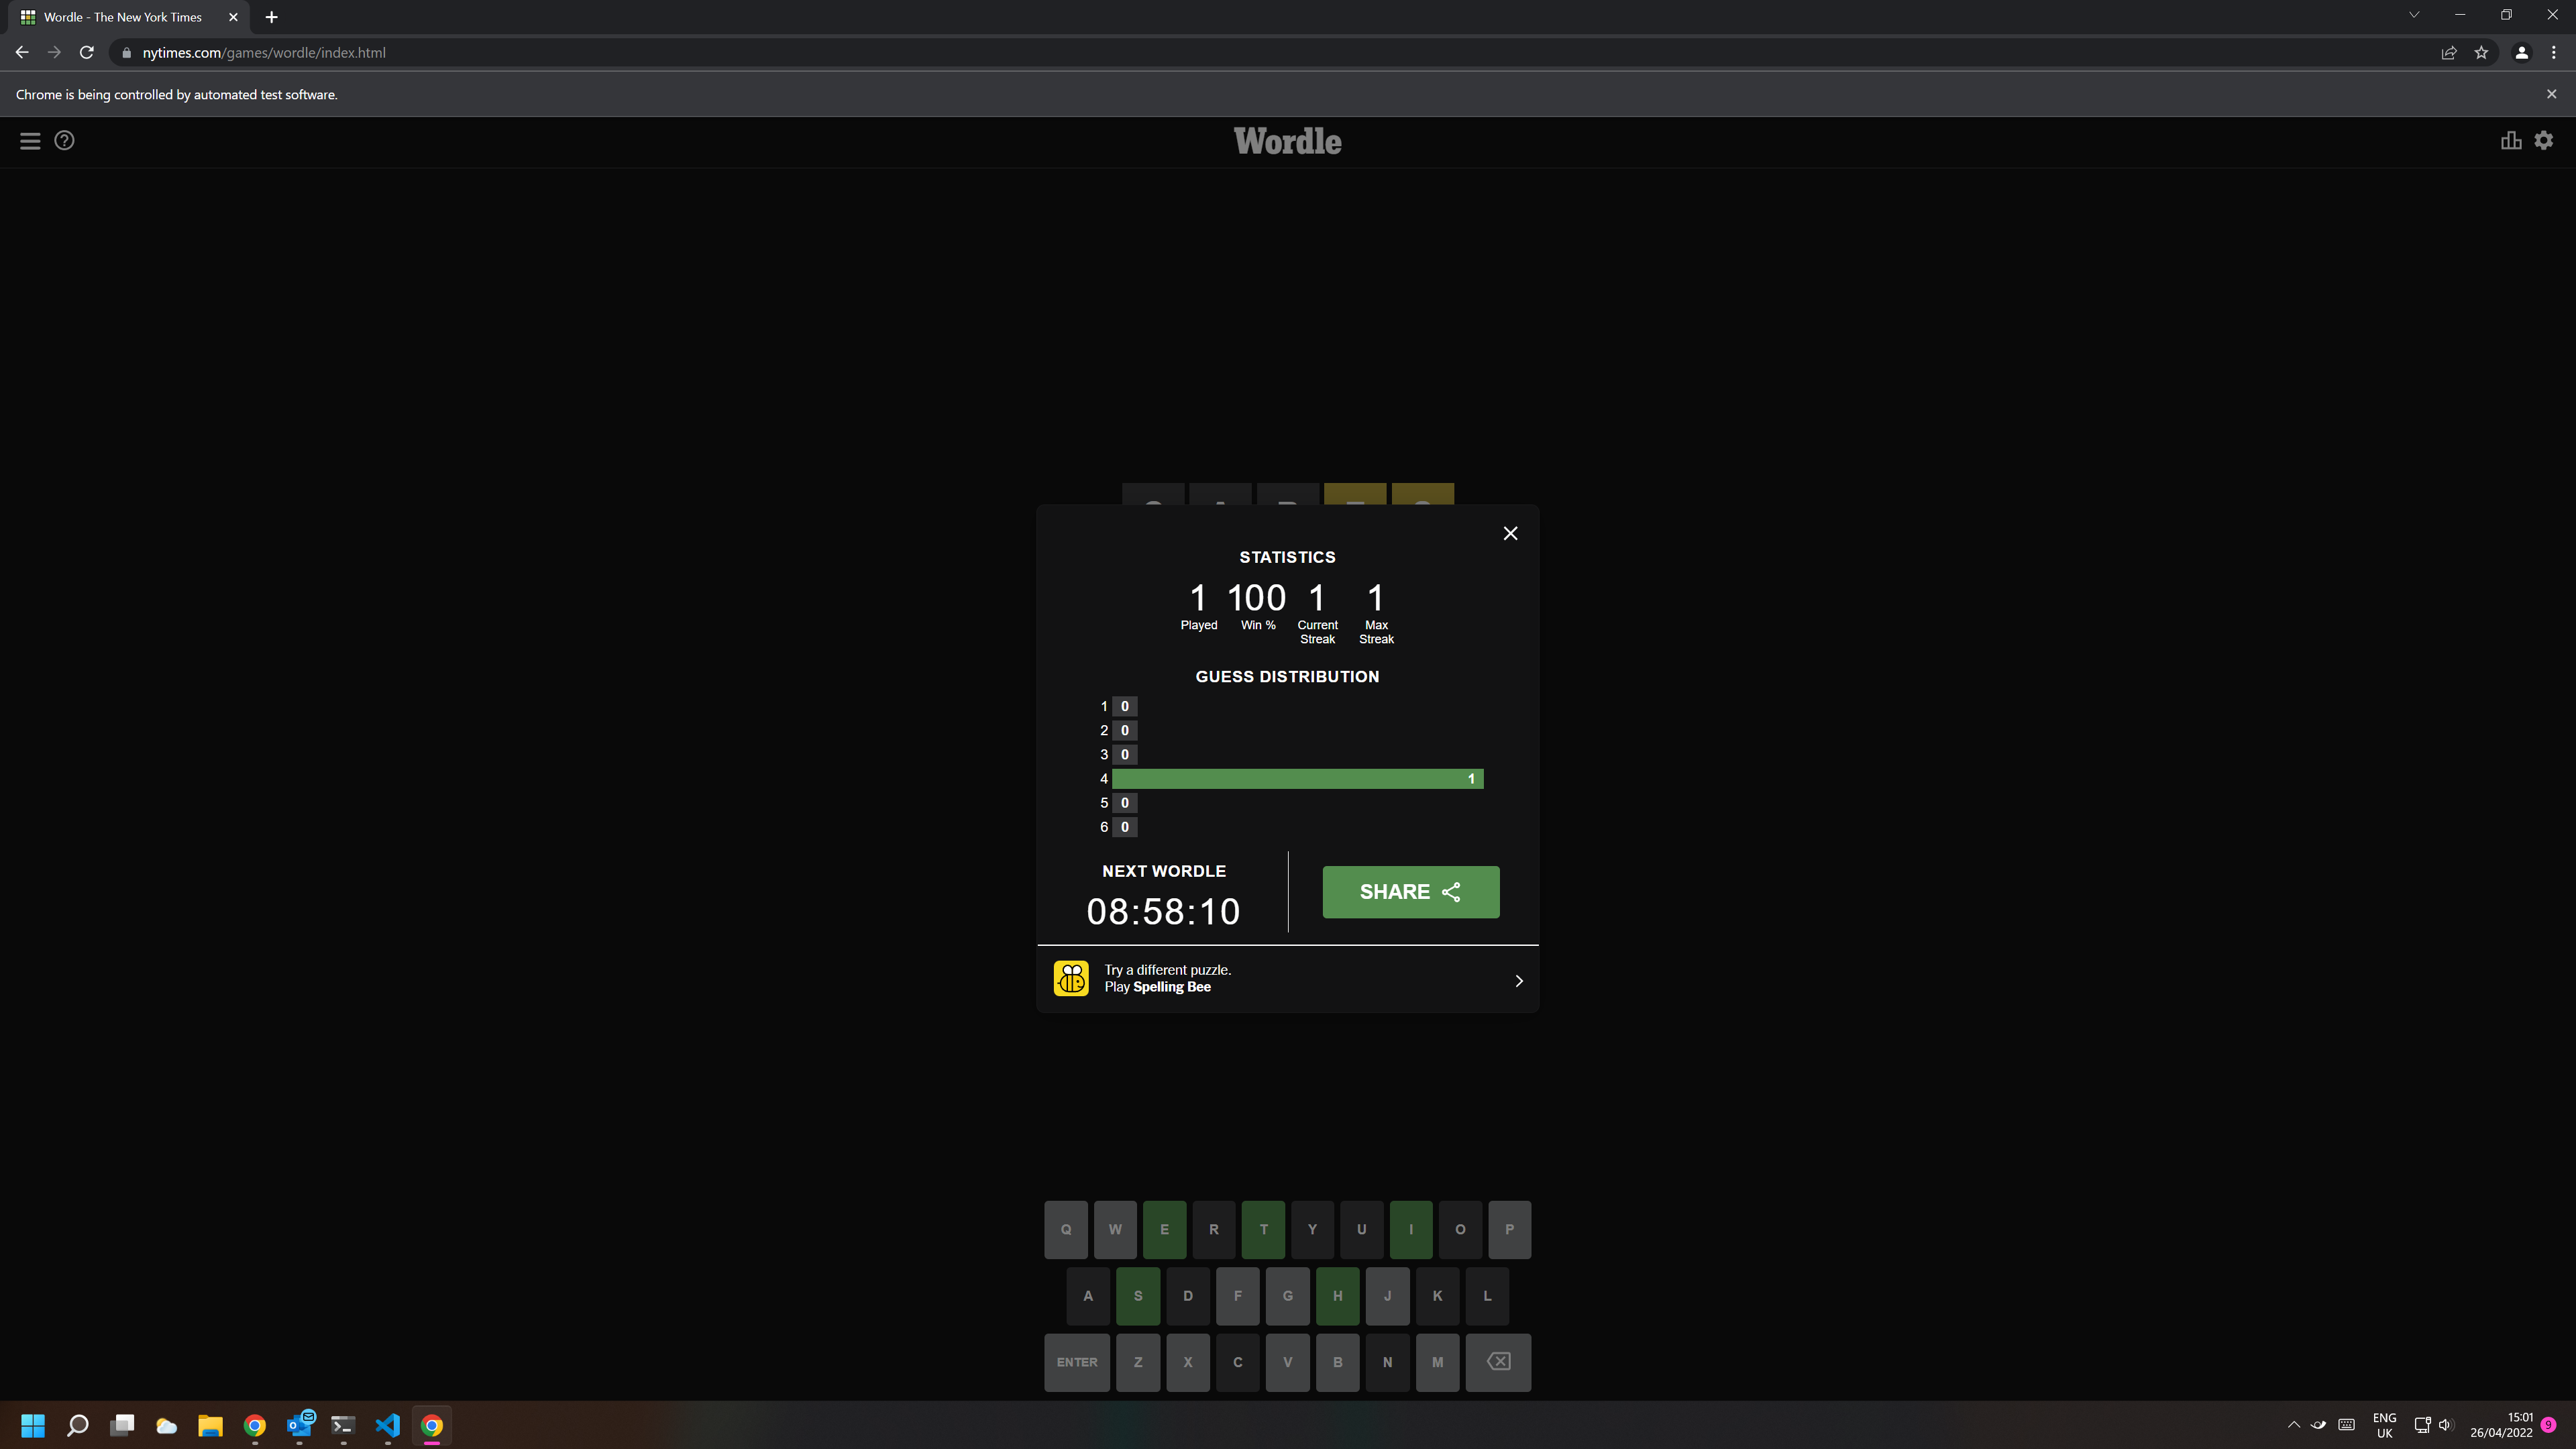 Wordle - The New York Times
nytimes.com/games/wordle/index.html
Chrome is being controlled by automated test software.
Wordle
STATISTICS
1 100 1 1
Played Win % Current Streak Max Streak
GUESS DISTRIBUTION
1 0
2 0
3 0
4 1
5 0
6 0
NEXT WORDLE
08:58:10
SHARE
Try a different puzzle.
Play Spelling Bee
Q W E R T Y U I O P
A S D F G H J K L
ENTER Z X C V B N M
ENG
UK
15:01
26/04/2022
9